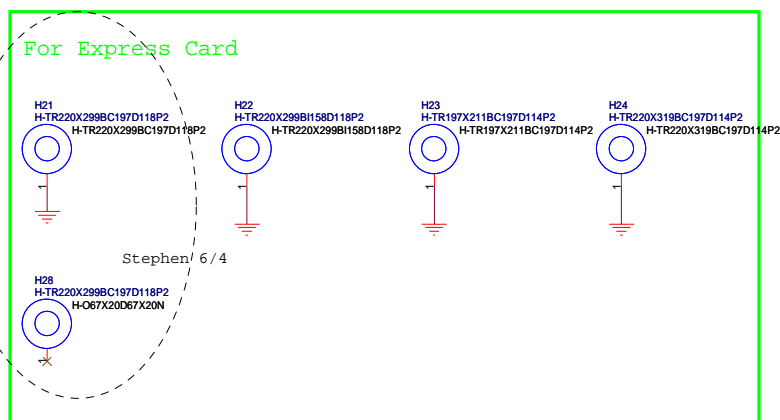 For Express Card
H21
H-TR220X299BC197D118P2
H-TR220X299BC197D118P2
1
H22
H-TR220X299BI158D118P2
H-TR220X299BI158D118P2
1
H23
H-TR197X211BC197D114P2
H-TR197X211BC197D114P2
1
H24
H-TR220X319BC197D114P2
H-TR220X319BC197D114P2
1
Stephen 6/4
H28
H-TR220X299BC197D118P2
H-O67X20D67X20N
1